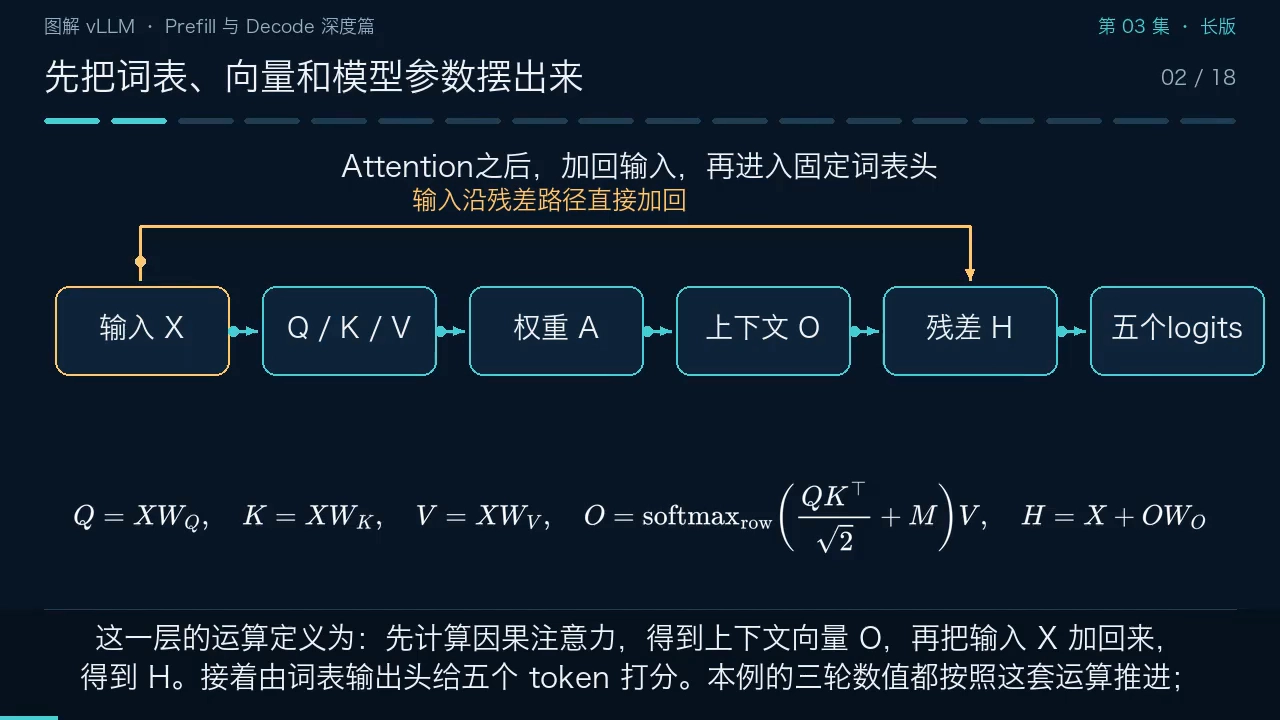 图解 vLLM · Prefill 与 Decode 深度篇
第 03 集 · 长版
先把词表、向量和模型参数摆出来
02 / 18
Attention之后，加回输入，再进入固定词表头
输入沿残差路径直接加回
输入 X
Q / K / V
权重 A
上下文 O
残差 H
五个logits
Q = XW_Q, K = XW_K, V = XW_V, O = softmax_row(QK^⊤/√2 + M)V, H = X + OW_O
这一层的运算定义为：先计算因果注意力，得到上下文向量 O，再把输入 X 加回来，
得到 H。接着由词表输出头给五个 token 打分。本例的三轮数值都按照这套运算推进；